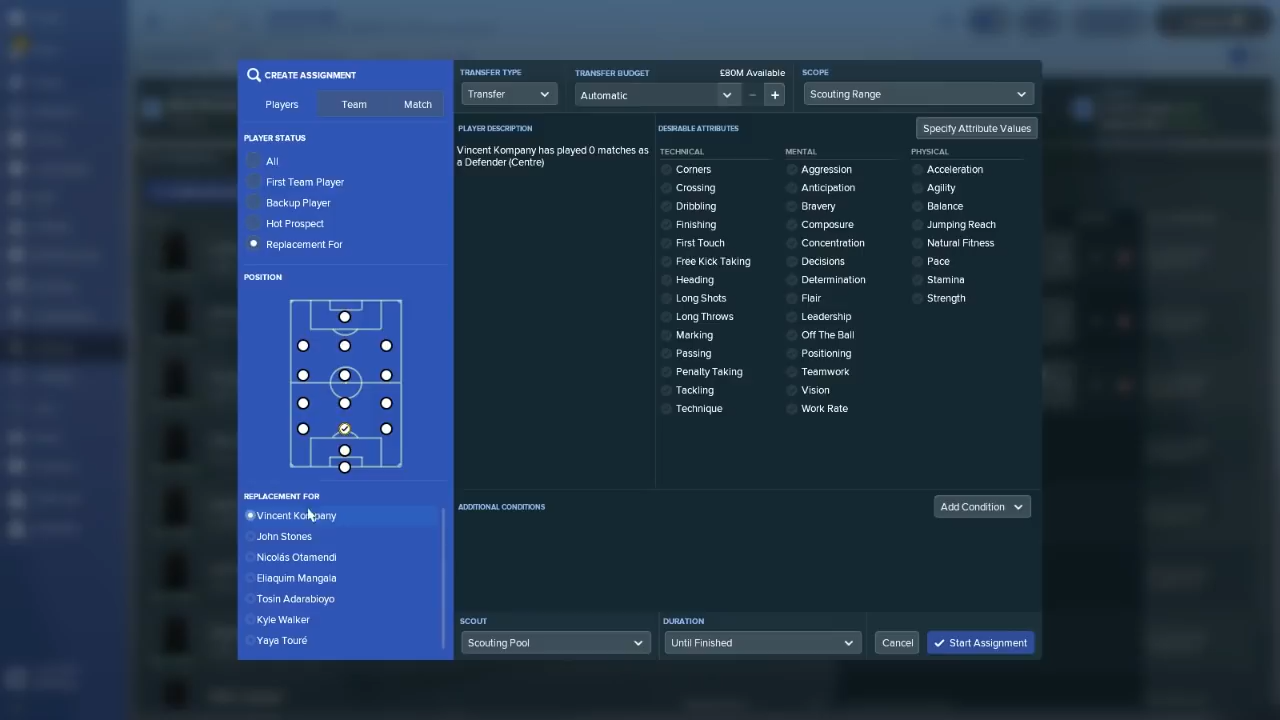 CREATE ASSIGNMENT
Players
Team
Match
PLAYER STATUS
All
First Team Player
Backup Player
Hot Prospect
Replacement For
POSITION
REPLACEMENT FOR
Vincent Kompany
John Stones
Nicolás Otamendi
Eliaquim Mangala
Tosin Adarabioyo
Kyle Walker
Yaya Touré
TRANSFER TYPE
Transfer
TRANSFER BUDGET
£80M Available
Automatic
SCOPE
Scouting Range
PLAYER DESCRIPTION
Vincent Kompany has played 0 matches as
a Defender (Centre)
DESIRABLE ATTRIBUTES
Specify Attribute Values
TECHNICAL
Corners
Crossing
Dribbling
Finishing
First Touch
Free Kick Taking
Heading
Long Shots
Long Throws
Marking
Passing
Penalty Taking
Tackling
Technique
MENTAL
Aggression
Anticipation
Bravery
Composure
Concentration
Decisions
Determination
Flair
Leadership
Off The Ball
Positioning
Teamwork
Vision
Work Rate
PHYSICAL
Acceleration
Agility
Balance
Jumping Reach
Natural Fitness
Pace
Stamina
Strength
ADDITIONAL CONDITIONS
Add Condition
SCOUT
Scouting Pool
DURATION
Until Finished
Cancel
Start Assignment